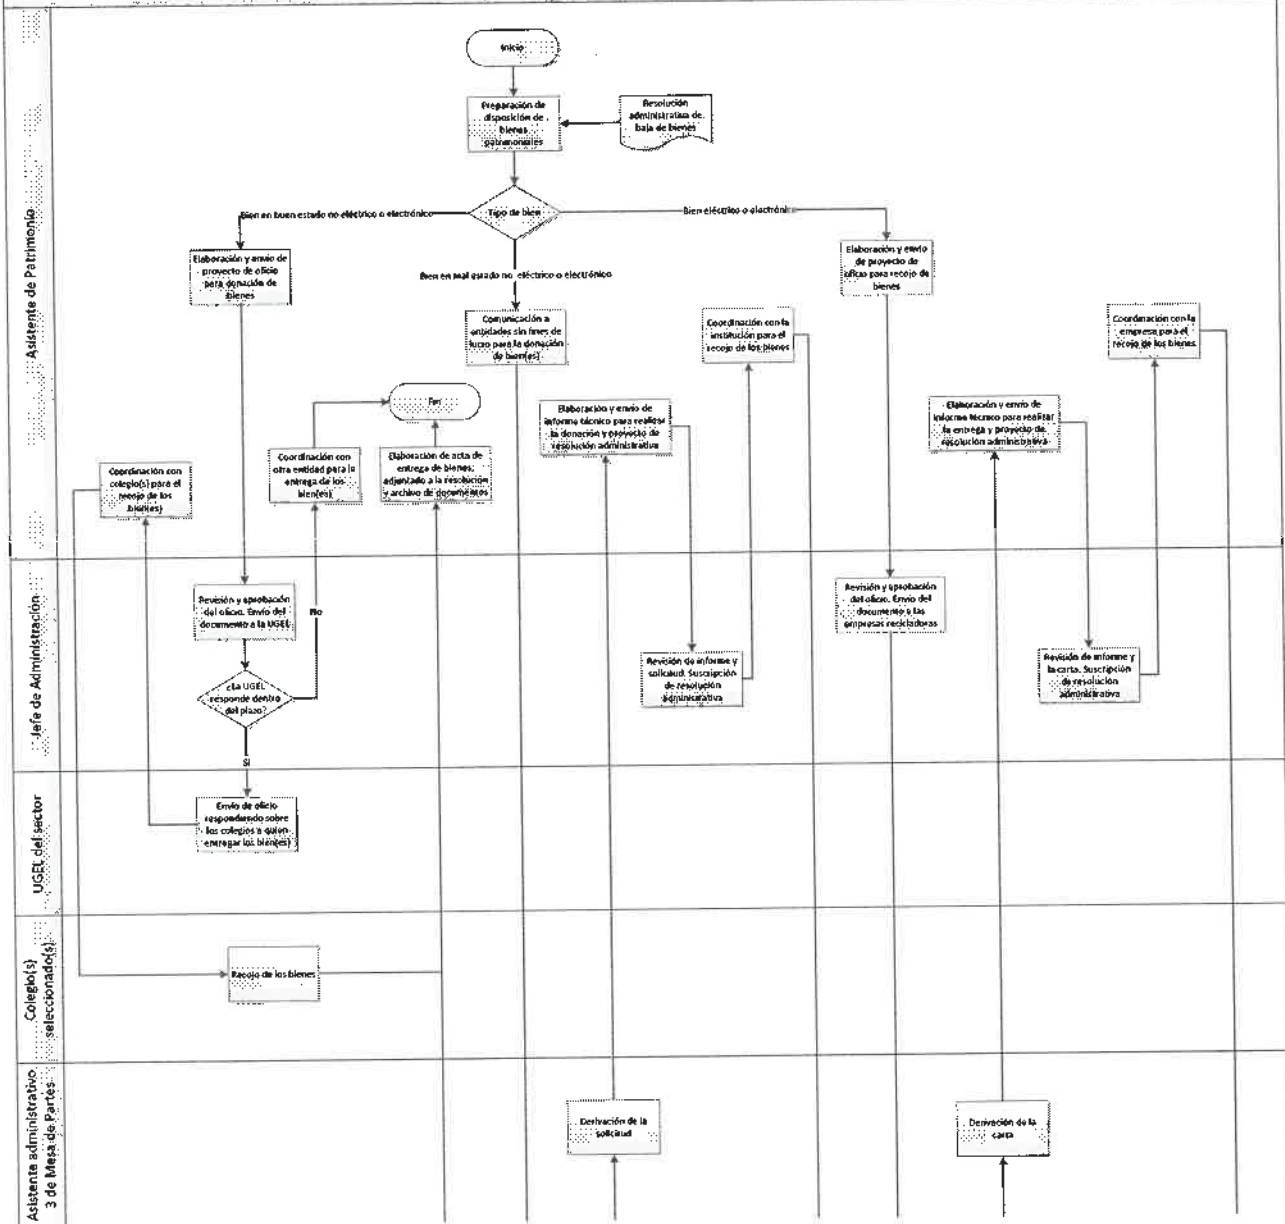 Inicio
Preparación de
disposición de
bienes
patrimoniales
Resolución
administrativa de
baja de bienes
Tipo de bien
Bien en buen estado no eléctrico o electrónico
Bien eléctrico o electrónico
Bien en mal estado no eléctrico o electrónico
Asistente de Patrimonio
Elaboración y envío de
proyecto de oficio
para donación de
bienes
Elaboración y envío
de proyecto de
oficio para recojo de
bienes
Comunicación a
entidades sin fines de
lucro para la donación
de bien(es)
Coordinación con la
institución para el
recojo de los bienes
Coordinación con la
empresa para el
recojo de los bienes
Fin
Elaboración y envío de
informe técnico para realizar
la donación y proyecto de
resolución administrativa
Elaboración y envío de
informe técnico para realizar
la entrega y proyecto de
resolución administrativa
Coordinación con
colegio(s) para el
recojo de los
bien(es)
Coordinación con
otra entidad para la
entrega de los
bien(es)
Elaboración de acta de
entrega de bienes;
adjuntado a la resolución
y archivo de documentos
Jefe de Administración
Revisión y aprobación
del oficio. Envío del
documento a la UGEL
No
Revisión y aprobación
del oficio. Envío del
documento a las
empresas recicladoras
¿La UGEL
responde dentro
del plazo?
Si
Revisión de informe y
solicitud. Suscripción
de resolución
administrativa
Revisión de informe y
la carta. Suscripción
de resolución
administrativa
UGEL del sector
Envío de oficio
respondiendo sobre
los colegios a quien
entregar los bien(es)
Colegio(s)
seleccionado(s)
Recojo de los bienes
Asistente administrativo
3 de Mesa de Partes
Derivación de la
solicitud
Derivación de la
carta